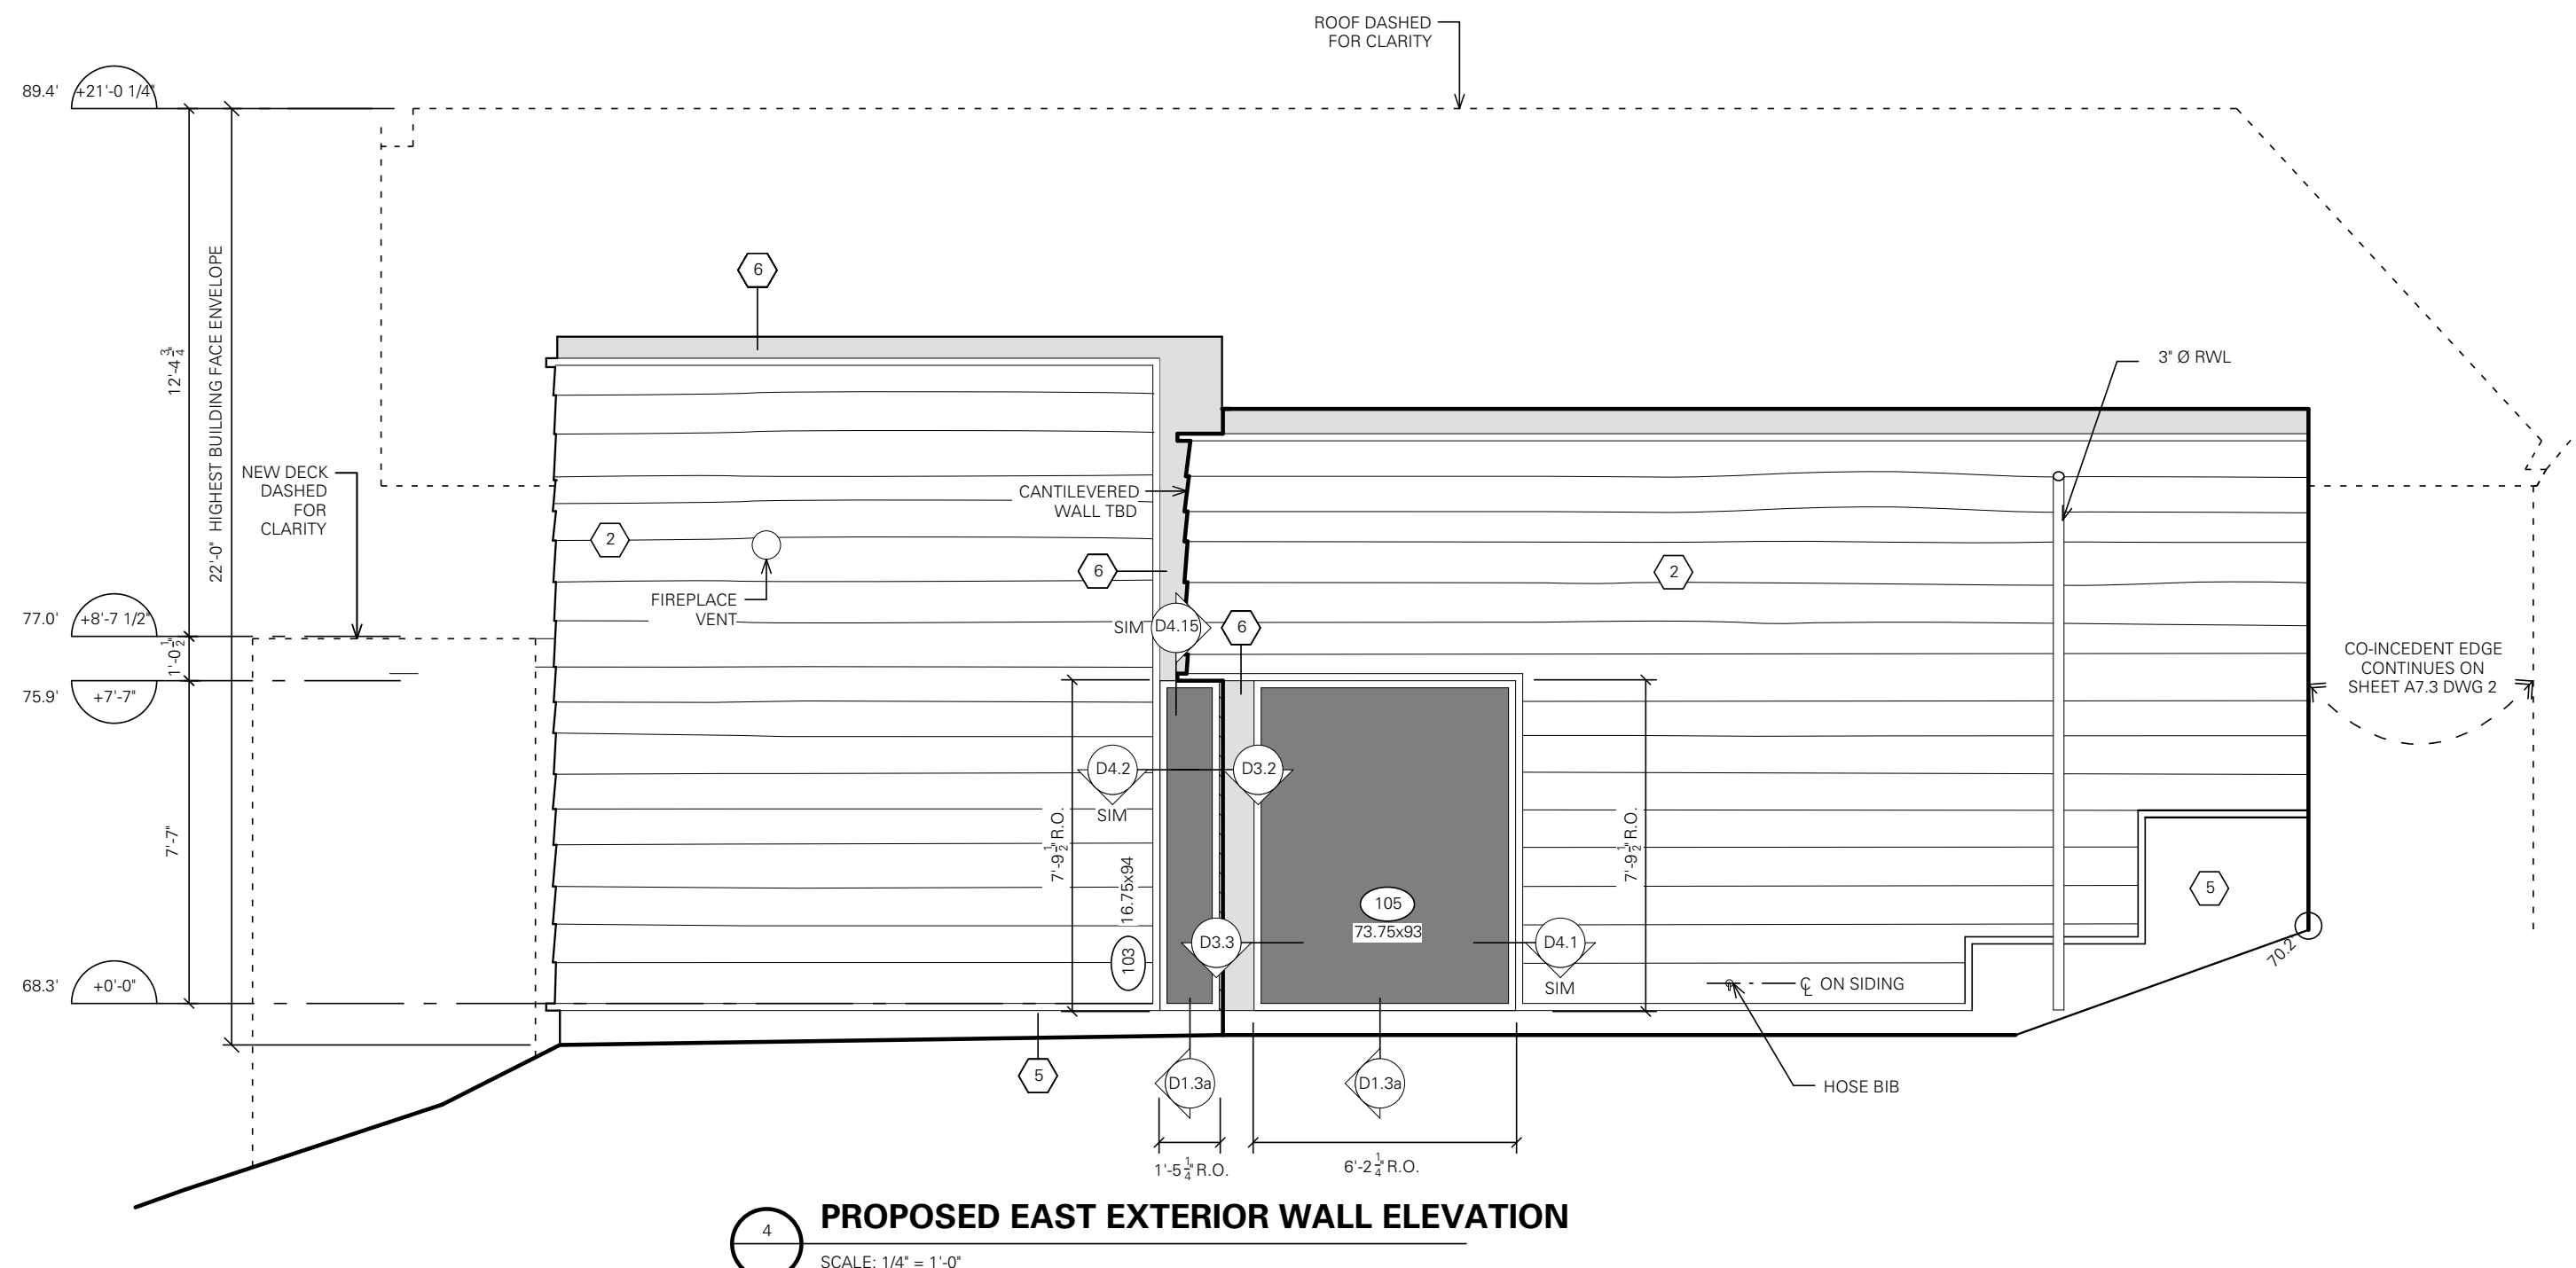 ROOF DASHED
FOR CLARITY
89.4'
+21'-0 1/4"
12'-4 3/4"
22'-0" HIGHEST BUILDING FACE ENVELOPE
6
3" Ø RWL
NEW DECK
DASHED
FOR
CLARITY
CANTILEVERED
WALL TBD
2
6
2
FIREPLACE
VENT
77.0'
+8'-7 1/2"
1'-0 1/2"
SIM
D4.15
6
75.9'
+7'-7"
CO-INCEDENT EDGE
CONTINUES ON
SHEET A7.3 DWG 2
D4.2
SIM
D3.2
7'-7"
7'-9 1/2" R.O.
16.75x94
103
7'-9 1/2" R.O.
105
73.75x93
5
D3.3
D4.1
SIM
70.2'
68.3'
+0'-0"
℄ ON SIDING
5
D1.3a
D1.3a
HOSE BIB
1'-5 1/4" R.O.
6'-2 1/4" R.O.
4
PROPOSED EAST EXTERIOR WALL ELEVATION
SCALE: 1/4" = 1'-0"